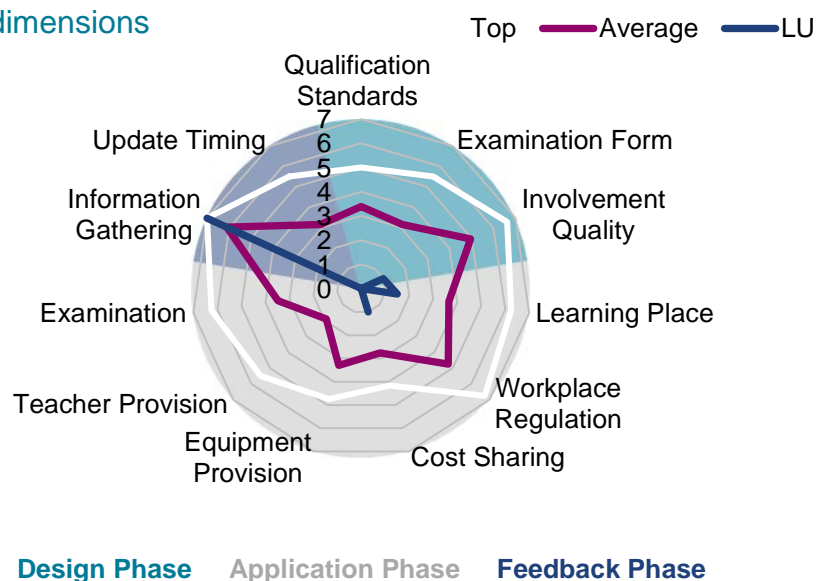 dimensions
Top Average LU
Qualification
Standards
Update Timing
Examination Form
Information
Gathering
Involvement
Quality
7
6
5
4
3
2
1
0
Examination
Learning Place
Teacher Provision
Workplace
Regulation
Equipment
Provision
Cost Sharing
Design Phase Application Phase Feedback Phase